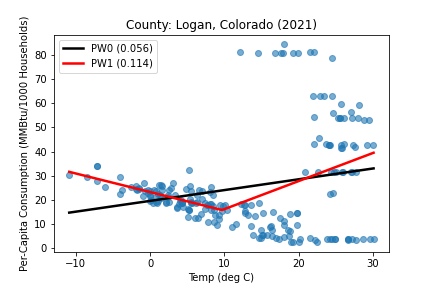 County: Logan, Colorado (2021)
PW0 (0.056)
PW1 (0.114)
Per-Capita Consumption (MMBtu/1000 Households)
80
70
60
50
40
30
20
10
0
−10 0 10 20 30
Temp (deg C)